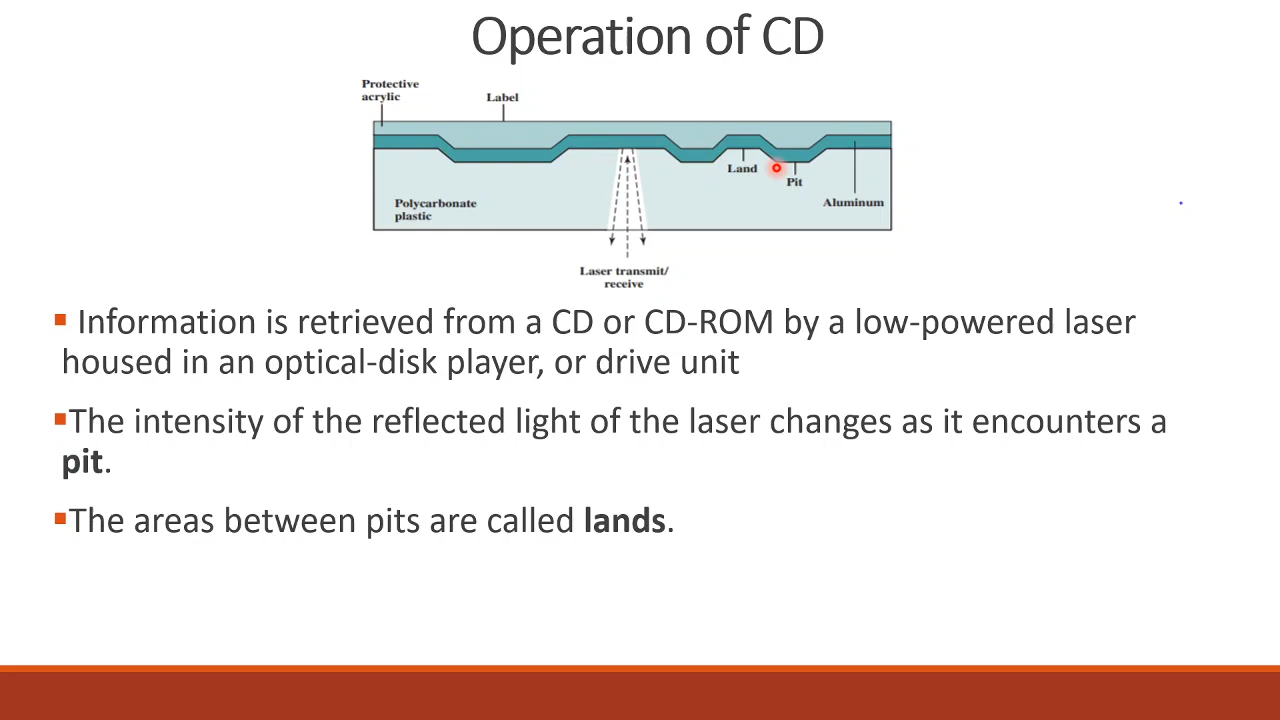 Operation of CD
Protective
acrylic
Label
Land
Pit
Polycarbonate
plastic
Aluminum
Laser transmit/
receive
Information is retrieved from a CD or CD-ROM by a low-powered laser
housed in an optical-disk player, or drive unit
The intensity of the reflected light of the laser changes as it encounters a
pit.
The areas between pits are called lands.